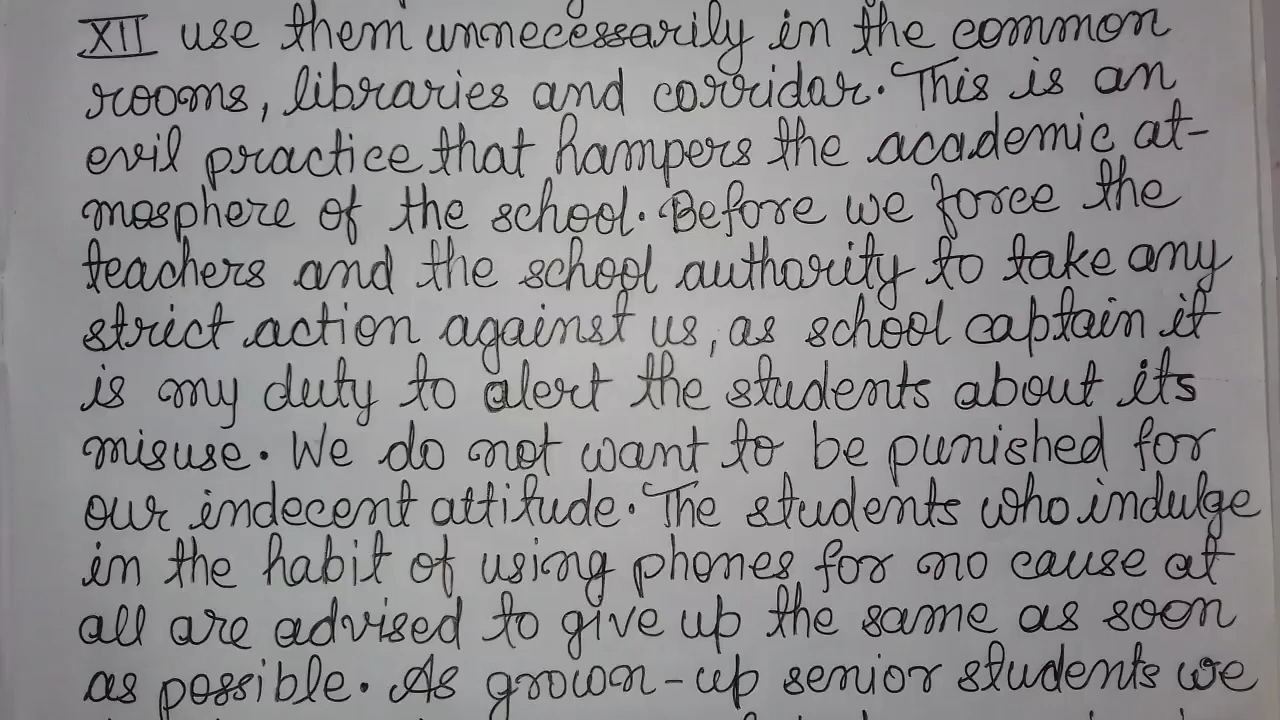 XII use them unnecessarily in the common
rooms, libraries and corridar. This is an
evil practice that hampers the academic at-
mosphere of the school. Before we force the
teachers and the school authority to take any
strict action against us, as school captain it
is my duty to alert the students about its
misuse. We do not want to be punished for
our indecent attitude. The students who indulge
in the habit of using phones for no cause at
all are advised to give up the same as soon
as possible. As grown-up senior students we